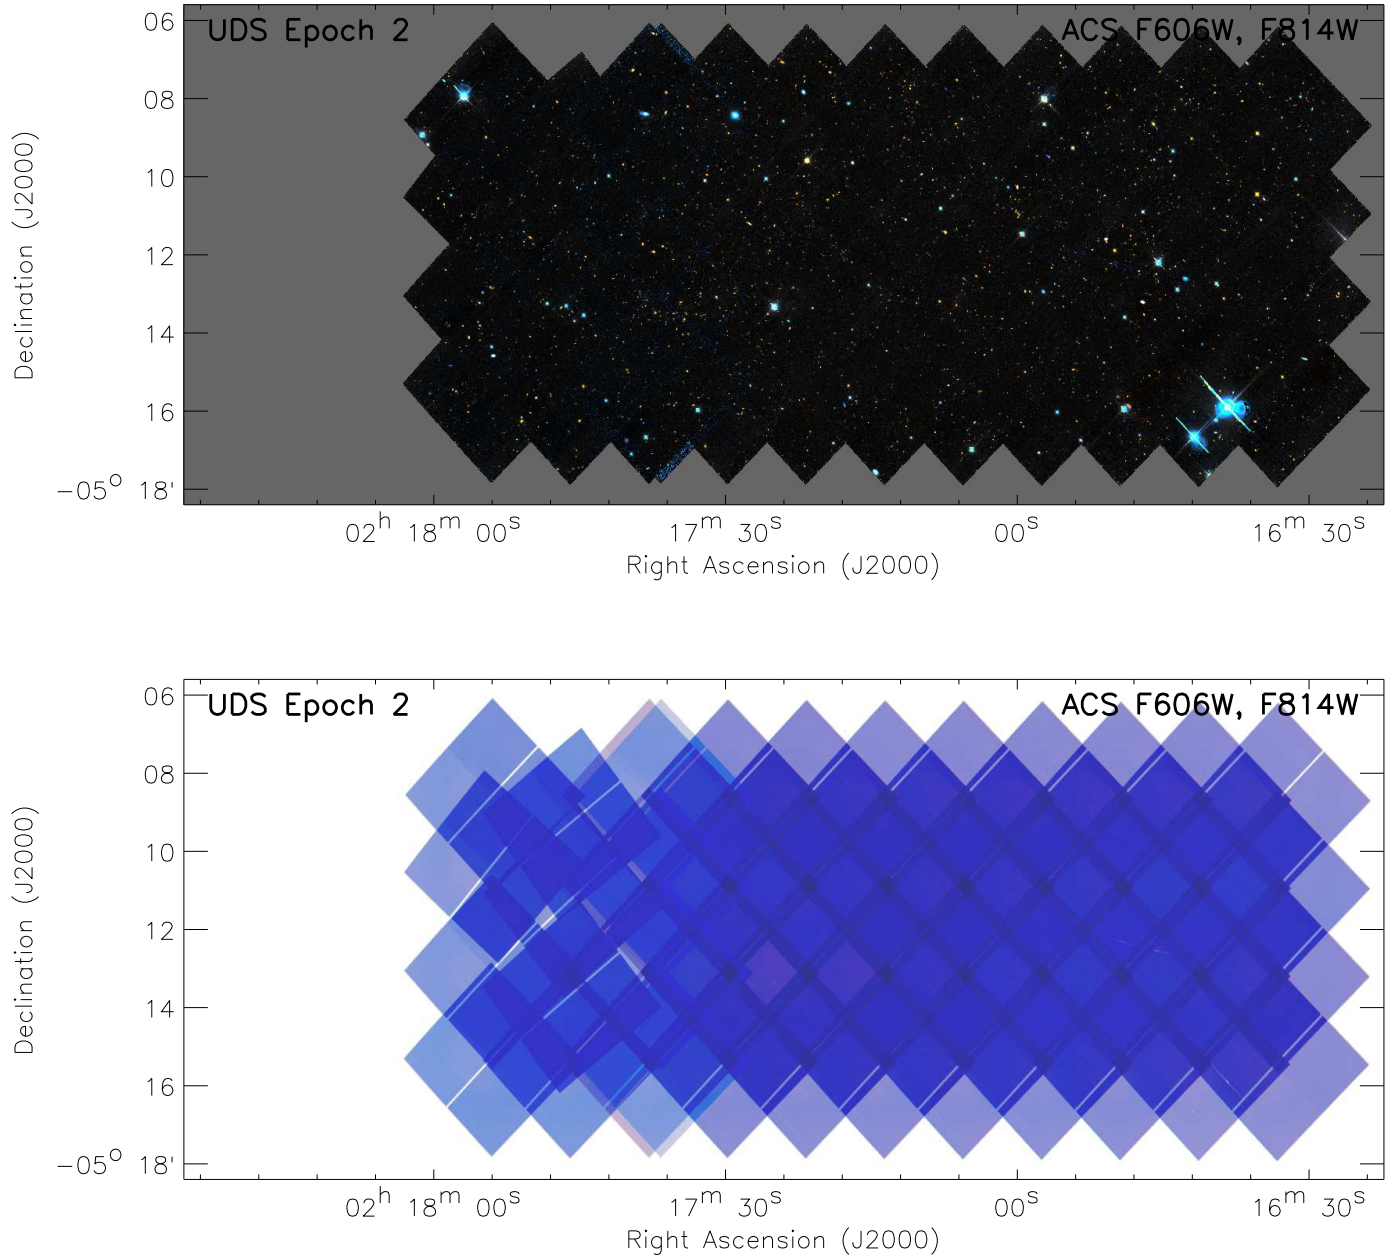 UDS Epoch 2
ACS F606W, F814W
06
08
10
12
14
16
-05° 18'
Declination (J2000)
02ʰ 18ᵐ 00ˢ
17ᵐ 30ˢ
00ˢ
16ᵐ 30ˢ
Right Ascension (J2000)
UDS Epoch 2
ACS F606W, F814W
06
08
10
12
14
16
-05° 18'
Declination (J2000)
02ʰ 18ᵐ 00ˢ
17ᵐ 30ˢ
00ˢ
16ᵐ 30ˢ
Right Ascension (J2000)